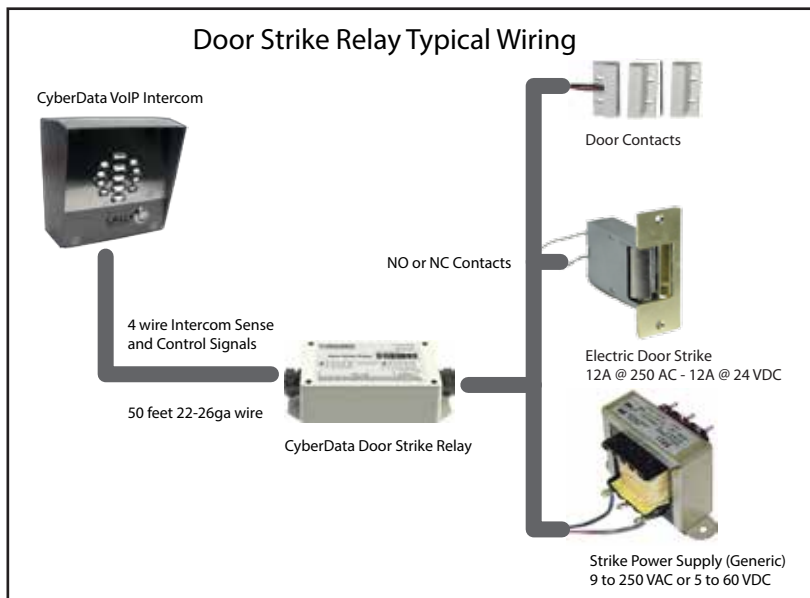 Door Strike Relay Typical Wiring
CyberData VoIP Intercom
CALL
Door Contacts
NO or NC Contacts
4 wire Intercom Sense
and Control Signals
50 feet 22-26ga wire
CyberData Door Strike Relay
Electric Door Strike
12A @ 250 AC - 12A @ 24 VDC
Strike Power Supply (Generic)
9 to 250 VAC or 5 to 60 VDC